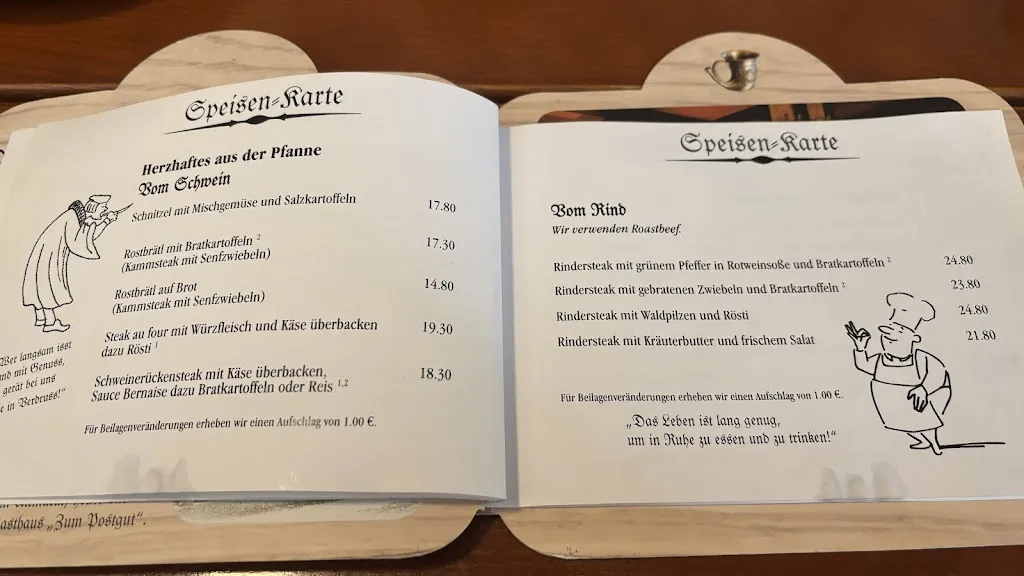 Speisen-Karte
Herzhaftes aus der Pfanne
Vom Schwein
Schnitzel mit Mischgemüse und Salzkartoffeln 17.80
Rostbrätl mit Bratkartoffeln ² 17.30
(Kammsteak mit Senfzwiebeln)
Rostbrätl auf Brot 14.80
(Kammsteak mit Senfzwiebeln)
Steak au four mit Würzfleisch und Käse überbacken 19.30
dazu Rösti ¹
Schweinerückensteak mit Käse überbacken, 18.30
Sauce Bernaise dazu Bratkartoffeln oder Reis ¹,²
Für Beilagenveränderungen erheben wir einen Aufschlag von 1.00 €.
Wer langsam isst
und mit Genuss,
gerät bei uns
in Verdruss!"
asthaus „Zum Postgut".
Speisen-Karte
Vom Rind
Wir verwenden Roastbeef.
Rindersteak mit grünem Pfeffer in Rotweinsoße und Bratkartoffeln ² 24.80
Rindersteak mit gebratenen Zwiebeln und Bratkartoffeln ² 23.80
Rindersteak mit Waldpilzen und Rösti 24.80
Rindersteak mit Kräuterbutter und frischem Salat 21.80
Für Beilagenveränderungen erheben wir einen Aufschlag von 1.00 €.
„Das Leben ist lang genug,
um in Ruhe zu essen und zu trinken!"